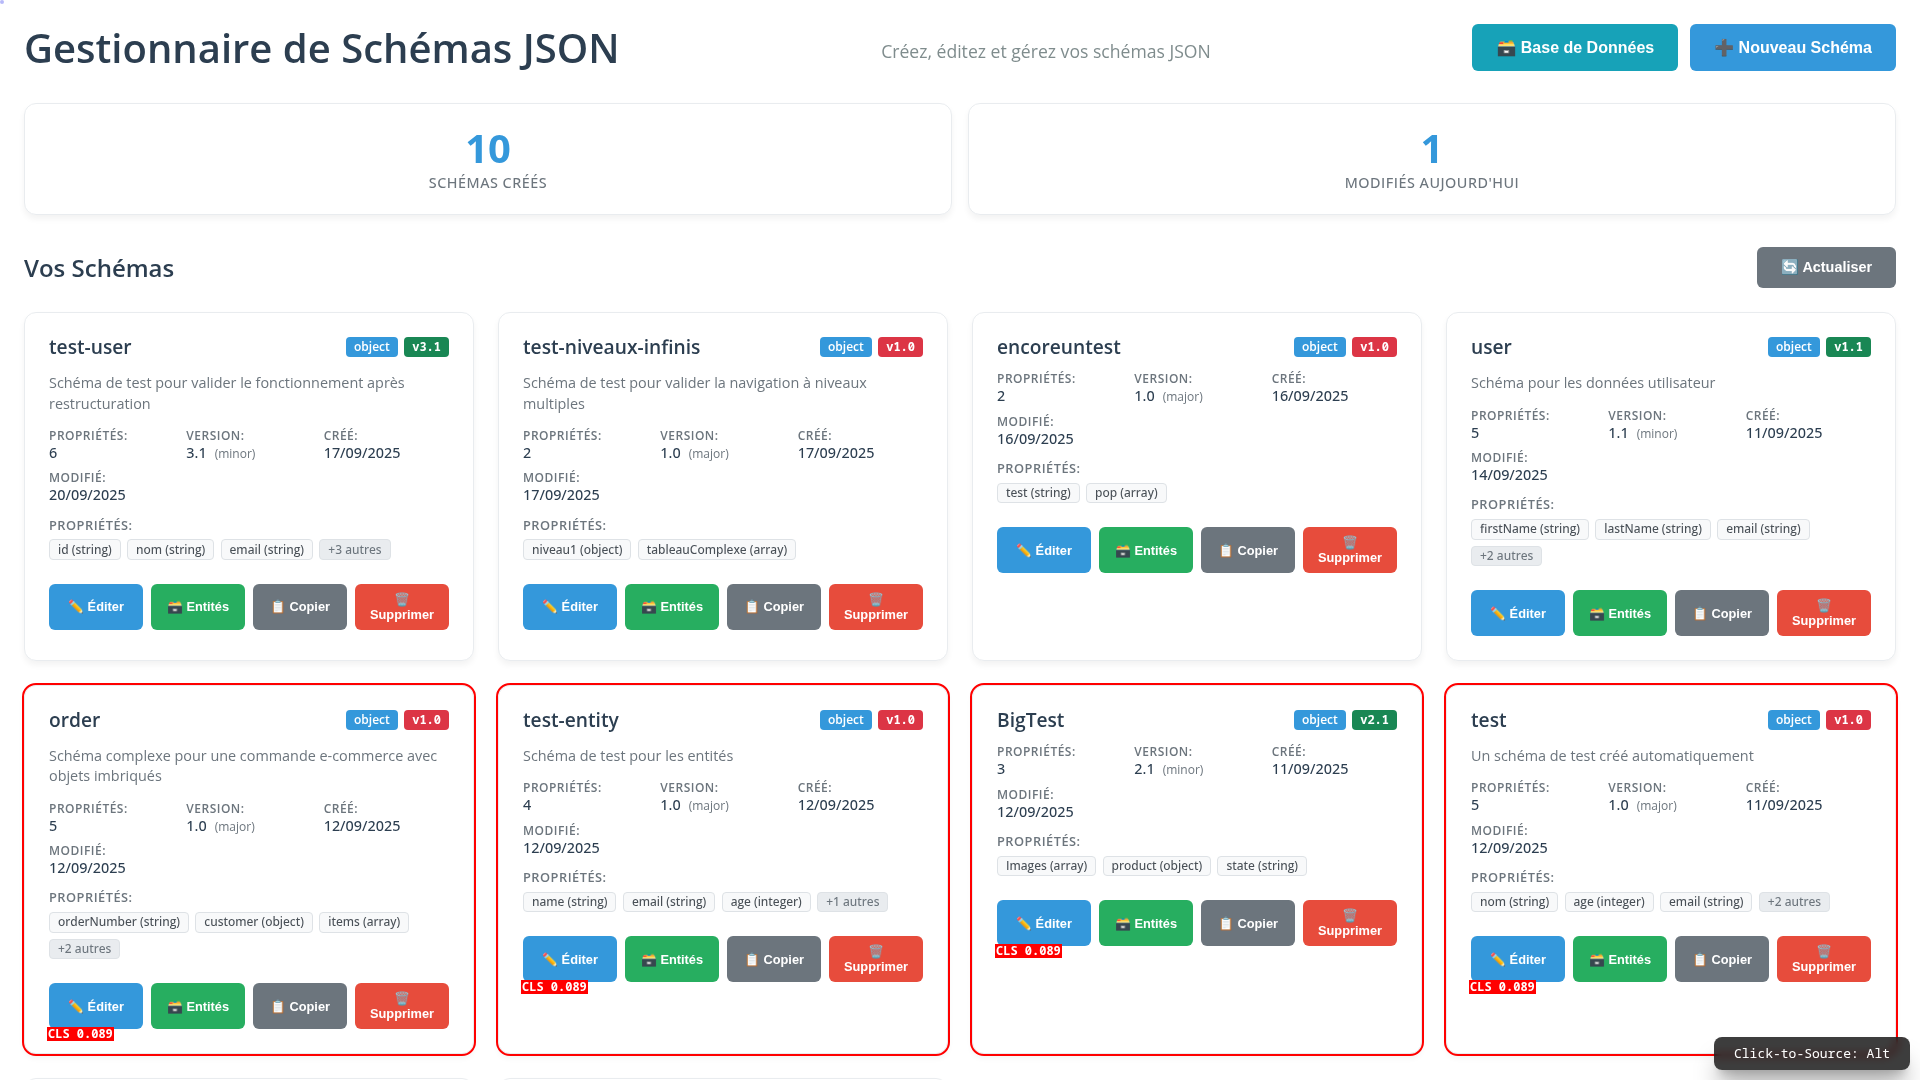 Gestionnaire de Schémas JSON
Créez, éditez et gérez vos schémas JSON
🗃️ Base de Données
➕ Nouveau Schéma
10
SCHÉMAS CRÉÉS
1
MODIFIÉS AUJOURD'HUI
Vos Schémas
🔄 Actualiser
test-user
object v3.1
Schéma de test pour valider le fonctionnement après
restructuration
PROPRIÉTÉS: VERSION: CRÉÉ:
6 3.1 (minor) 17/09/2025
MODIFIÉ:
20/09/2025
PROPRIÉTÉS:
id (string) nom (string) email (string) +3 autres
✏️ Éditer 🗃️ Entités 📋 Copier 🗑️ Supprimer
test-niveaux-infinis
object v1.0
Schéma de test pour valider la navigation à niveaux
multiples
PROPRIÉTÉS: VERSION: CRÉÉ:
2 1.0 (major) 17/09/2025
MODIFIÉ:
17/09/2025
PROPRIÉTÉS:
niveau1 (object) tableauComplexe (array)
✏️ Éditer 🗃️ Entités 📋 Copier 🗑️ Supprimer
encoreuntest
object v1.0
PROPRIÉTÉS: VERSION: CRÉÉ:
2 1.0 (major) 16/09/2025
MODIFIÉ:
16/09/2025
PROPRIÉTÉS:
test (string) pop (array)
✏️ Éditer 🗃️ Entités 📋 Copier 🗑️ Supprimer
user
object v1.1
Schéma pour les données utilisateur
PROPRIÉTÉS: VERSION: CRÉÉ:
5 1.1 (minor) 11/09/2025
MODIFIÉ:
14/09/2025
PROPRIÉTÉS:
firstName (string) lastName (string) email (string)
+2 autres
✏️ Éditer 🗃️ Entités 📋 Copier 🗑️ Supprimer
order
object v1.0
Schéma complexe pour une commande e-commerce avec
objets imbriqués
PROPRIÉTÉS: VERSION: CRÉÉ:
5 1.0 (major) 12/09/2025
MODIFIÉ:
12/09/2025
PROPRIÉTÉS:
orderNumber (string) customer (object) items (array)
+2 autres
✏️ Éditer 🗃️ Entités 📋 Copier 🗑️ Supprimer
CLS 0.089
test-entity
object v1.0
Schéma de test pour les entités
PROPRIÉTÉS: VERSION: CRÉÉ:
4 1.0 (major) 12/09/2025
MODIFIÉ:
12/09/2025
PROPRIÉTÉS:
name (string) email (string) age (integer) +1 autres
✏️ Éditer 🗃️ Entités 📋 Copier 🗑️ Supprimer
CLS 0.089
BigTest
object v2.1
PROPRIÉTÉS: VERSION: CRÉÉ:
3 2.1 (minor) 11/09/2025
MODIFIÉ:
12/09/2025
PROPRIÉTÉS:
Images (array) product (object) state (string)
✏️ Éditer 🗃️ Entités 📋 Copier 🗑️ Supprimer
CLS 0.089
test
object v1.0
Un schéma de test créé automatiquement
PROPRIÉTÉS: VERSION: CRÉÉ:
5 1.0 (major) 11/09/2025
MODIFIÉ:
12/09/2025
PROPRIÉTÉS:
nom (string) age (integer) email (string) +2 autres
✏️ Éditer 🗃️ Entités 📋 Copier 🗑️ Supprimer
CLS 0.089
Click-to-Source: Alt